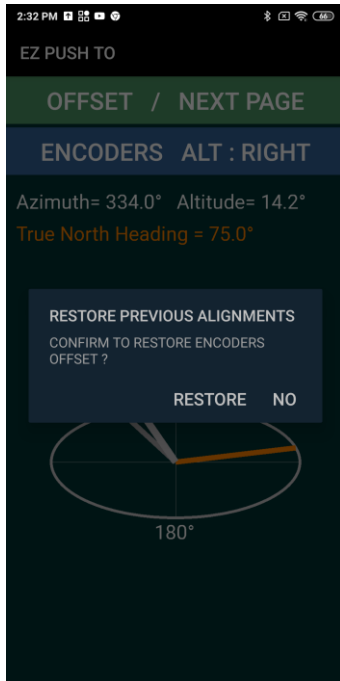 2:32 PM
66
EZ PUSH TO
OFFSET / NEXT PAGE
ENCODERS ALT : RIGHT
Azimuth= 334.0° Altitude= 14.2°
True North Heading = 75.0°
RESTORE PREVIOUS ALIGNMENTS
CONFIRM TO RESTORE ENCODERS
OFFSET ?
RESTORE NO
180°